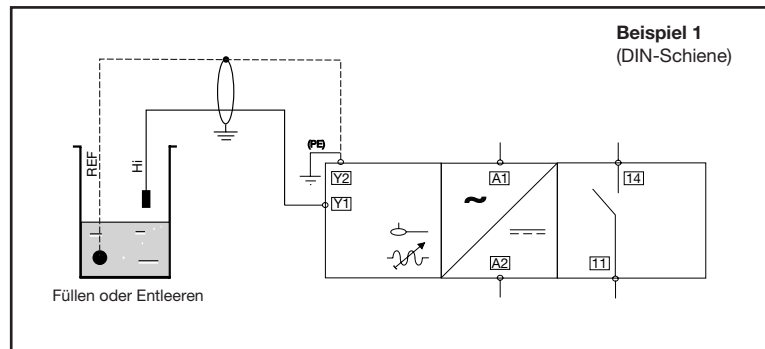 Beispiel 1
(DIN-Schiene)
(PE)
REF
Hi
Y2
A1
14
Y1
~
A2
11
Füllen oder Entleeren